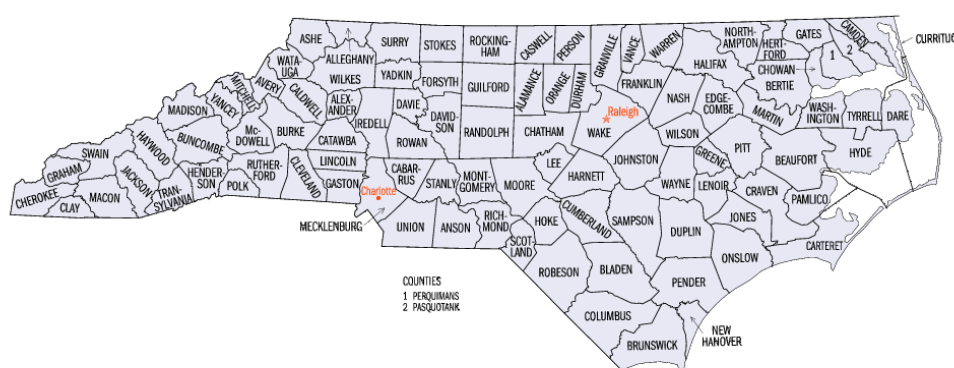 ASHE
ALLEGHANY
SURRY
STOKES
ROCKING-
HAM
CASWELL
PERSON
GRANVILLE
VANCE
WARREN
NORTH-
AMPTON
HERT-
FORD
GATES
CAMDEN
CURRITUC
1
2
WATA-
UGA
WILKES
YADKIN
FORSYTH
GUILFORD
ALAMANCE
ORANGE
DURHAM
FRANKLIN
HALIFAX
CHOWAN
BERTIE
MITCHELL
AVERY
CALDWELL
ALEX-
ANDER
IREDELL
DAVIE
DAVID-
SON
RANDOLPH
CHATHAM
WAKE
Raleigh
NASH
EDGE-
COMBE
MARTIN
WASH-
INGTON
TYRRELL
DARE
MADISON
YANCEY
Mc-
DOWELL
BURKE
CATAWBA
ROWAN
WILSON
PITT
BEAUFORT
HYDE
SWAIN
HAYWOOD
BUNCOMBE
RUTHER-
FORD
CLEVELAND
LINCOLN
CABAR-
RUS
STANLY
MONT-
GOMERY
MOORE
LEE
HARNETT
JOHNSTON
WAYNE
GREENE
LENOIR
CRAVEN
PAMLICO
GRAHAM
CHEROKEE
CLAY
MACON
JACKSON
TRAN-
SYLVANIA
HENDER-
SON
POLK
GASTON
Charlotte
MECKLENBURG
UNION
ANSON
RICH-
MOND
SCOT-
LAND
HOKE
CUMBERLAND
SAMPSON
DUPLIN
JONES
ONSLOW
CARTERET
ROBESON
BLADEN
PENDER
COLUMBUS
BRUNSWICK
NEW
HANOVER
COUNTIES
1 PERQUIMANS
2 PASQUOTANK